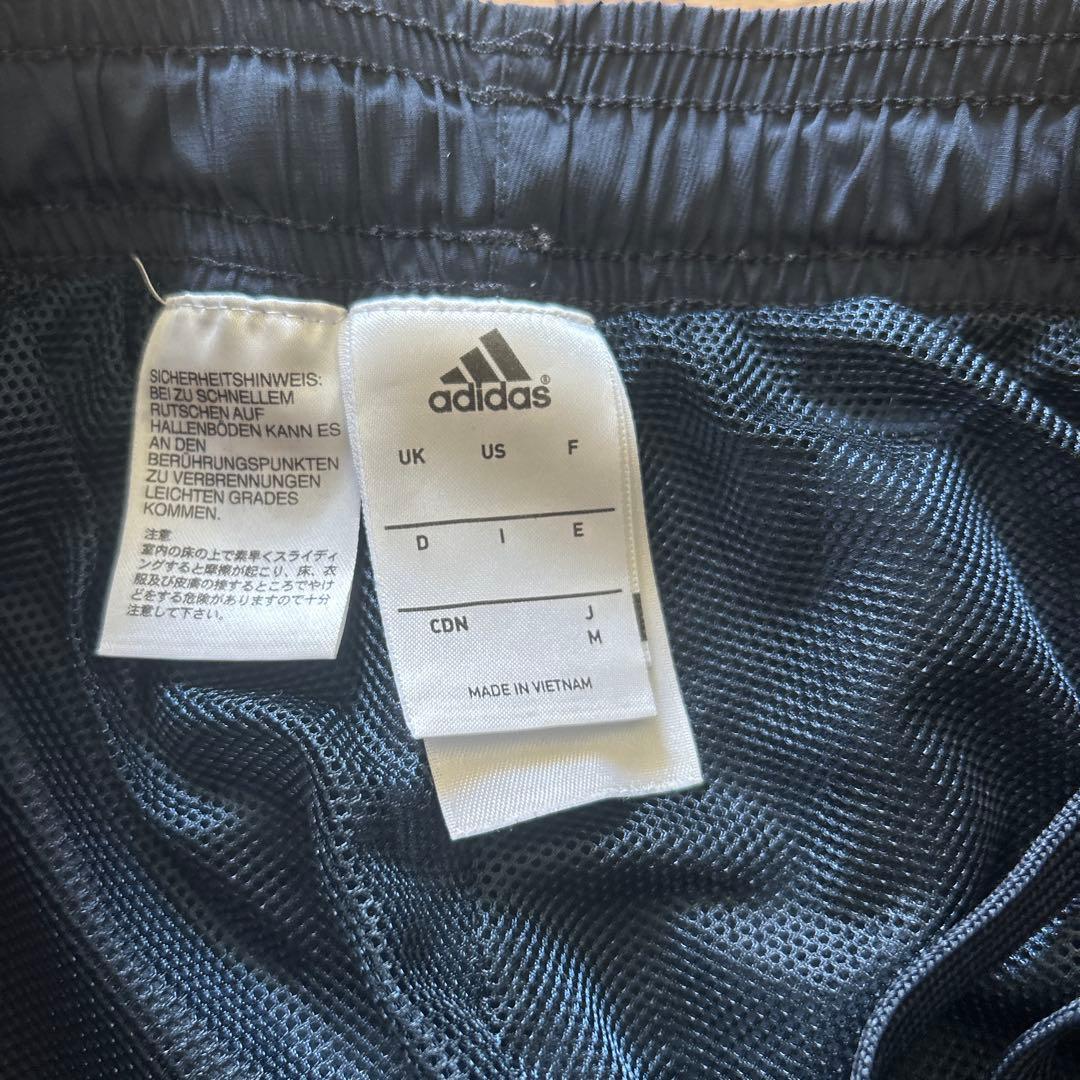 SICHERHEITSHINWEIS:
BEI ZU SCHNELLEM
RUTSCHEN AUF
HALLENBÖDEN KANN ES
AN DEN
BERÜHRUNGSPUNKTEN
ZU VERBRENNUNGEN
LEICHTEN GRADES
KOMMEN.
注意
室内の床の上で素早くスライディ
ングすると摩擦が起こり、床、衣
服及び皮膚の接するところでやけ
どをする危険がありますので十分
注意して下さい。
adidas®
UK US F
D I E
CDN J
M
MADE IN VIETNAM